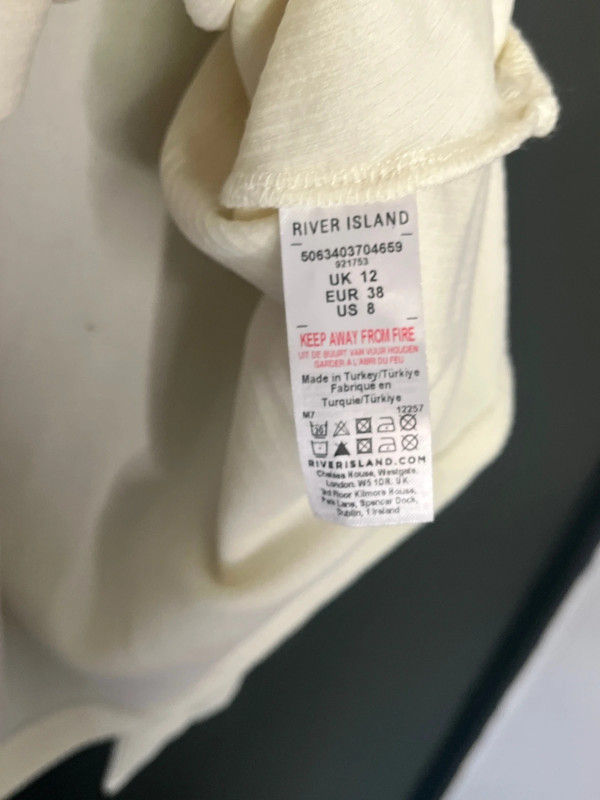 RIVER ISLAND
5063403704659
921753
UK 12
EUR 38
US 8
KEEP AWAY FROM FIRE
UIT DE BUURT VAN VUUR HOUDEN
GARDER A L'ABRI DU FEU
Made in Turkey/Türkiye
Fabrique en
Turquie/Türkiye
M7 12257
RIVERISLAND.COM
Chelsea House, Westgate,
London. W5 1DR. UK
3rd Floor Kilmore House,
Park Lane, Spencer Dock,
Dublin, 1 Ireland